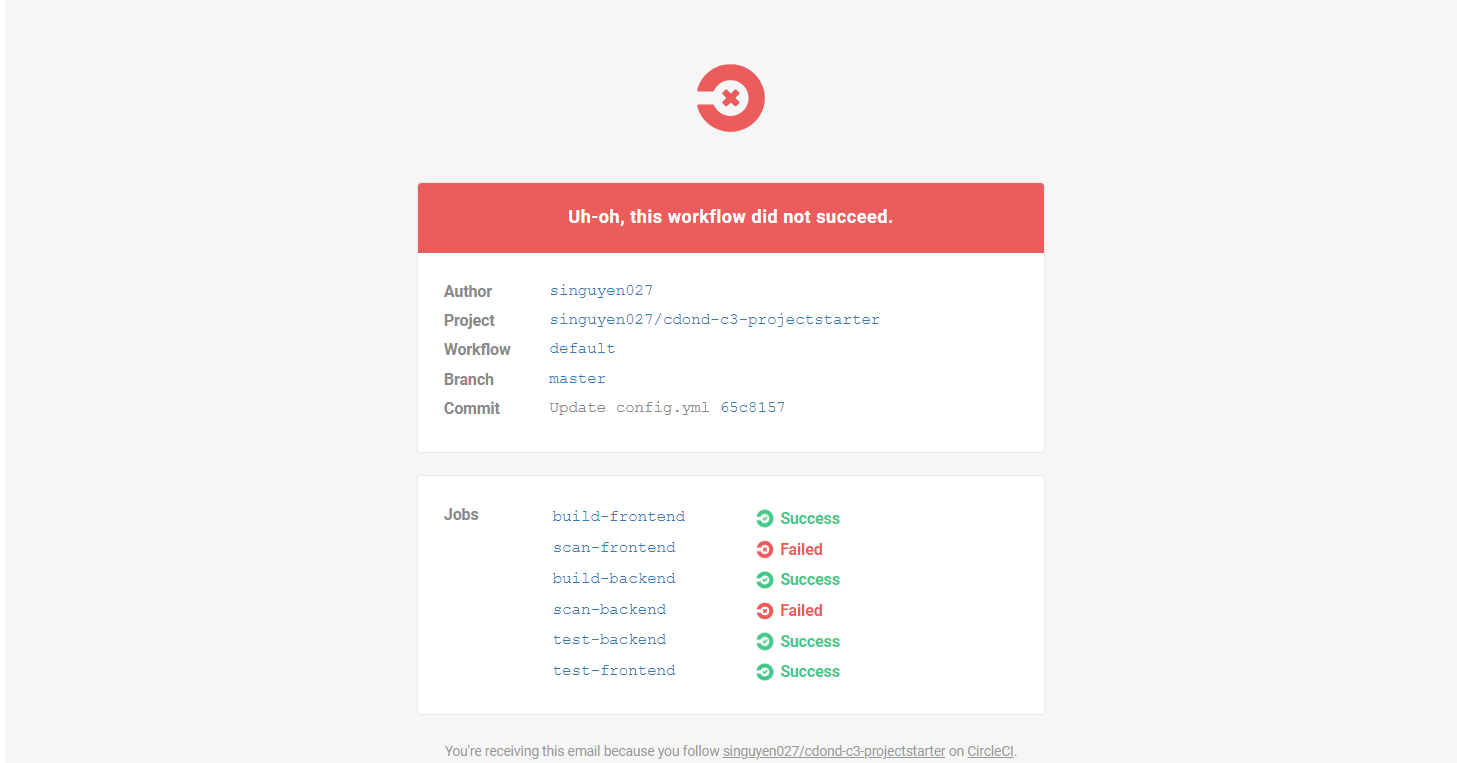 Uh-oh, this workflow did not succeed.
Author singuyen027
Project singuyen027/cdond-c3-projectstarter
Workflow default
Branch master
Commit Update config.yml 65c8157
Jobs build-frontend Success
scan-frontend Failed
build-backend Success
scan-backend Failed
test-backend Success
test-frontend Success
You're receiving this email because you follow singuyen027/cdond-c3-projectstarter on CircleCI.